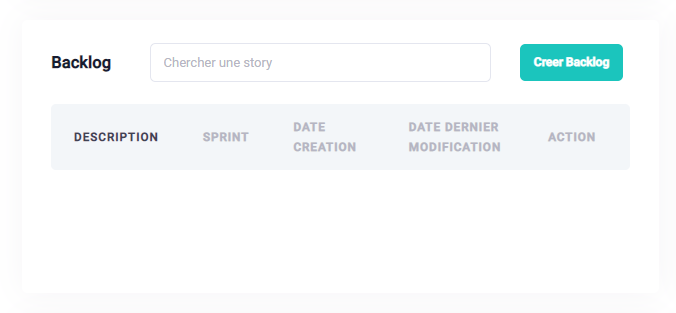 Backlog
Chercher une story
Creer Backlog
DESCRIPTION
SPRINT
DATE
CREATION
DATE DERNIER
MODIFICATION
ACTION